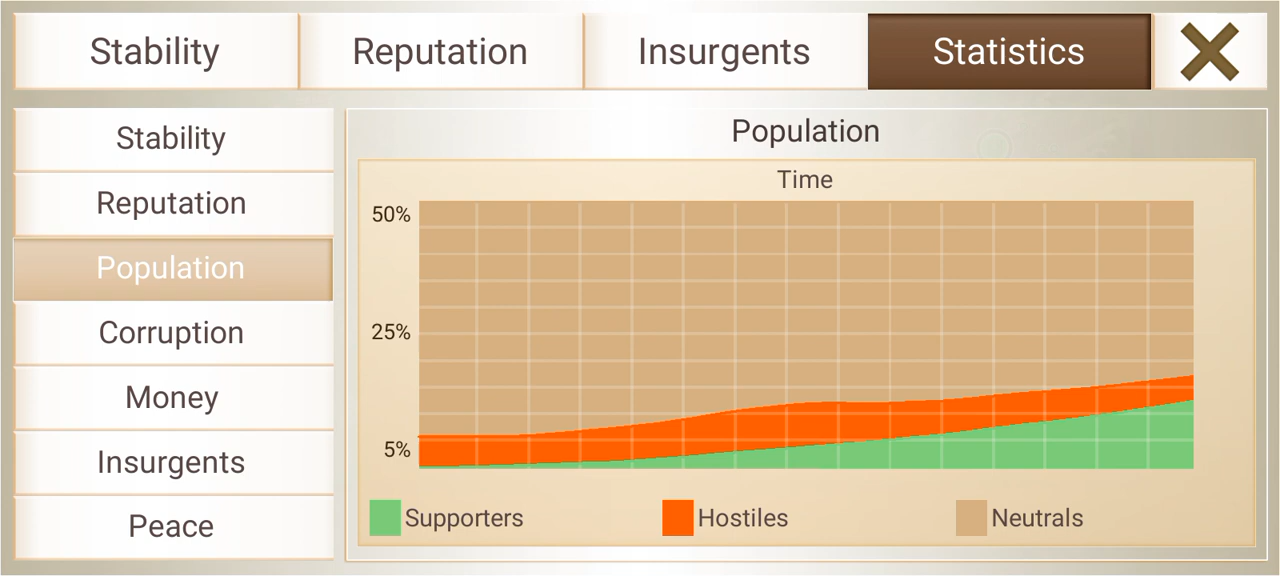 Stability
Reputation
Insurgents
Statistics
Stability
Reputation
Population
Corruption
Money
Insurgents
Peace
Population
Time
50%
25%
5%
Supporters
Hostiles
Neutrals